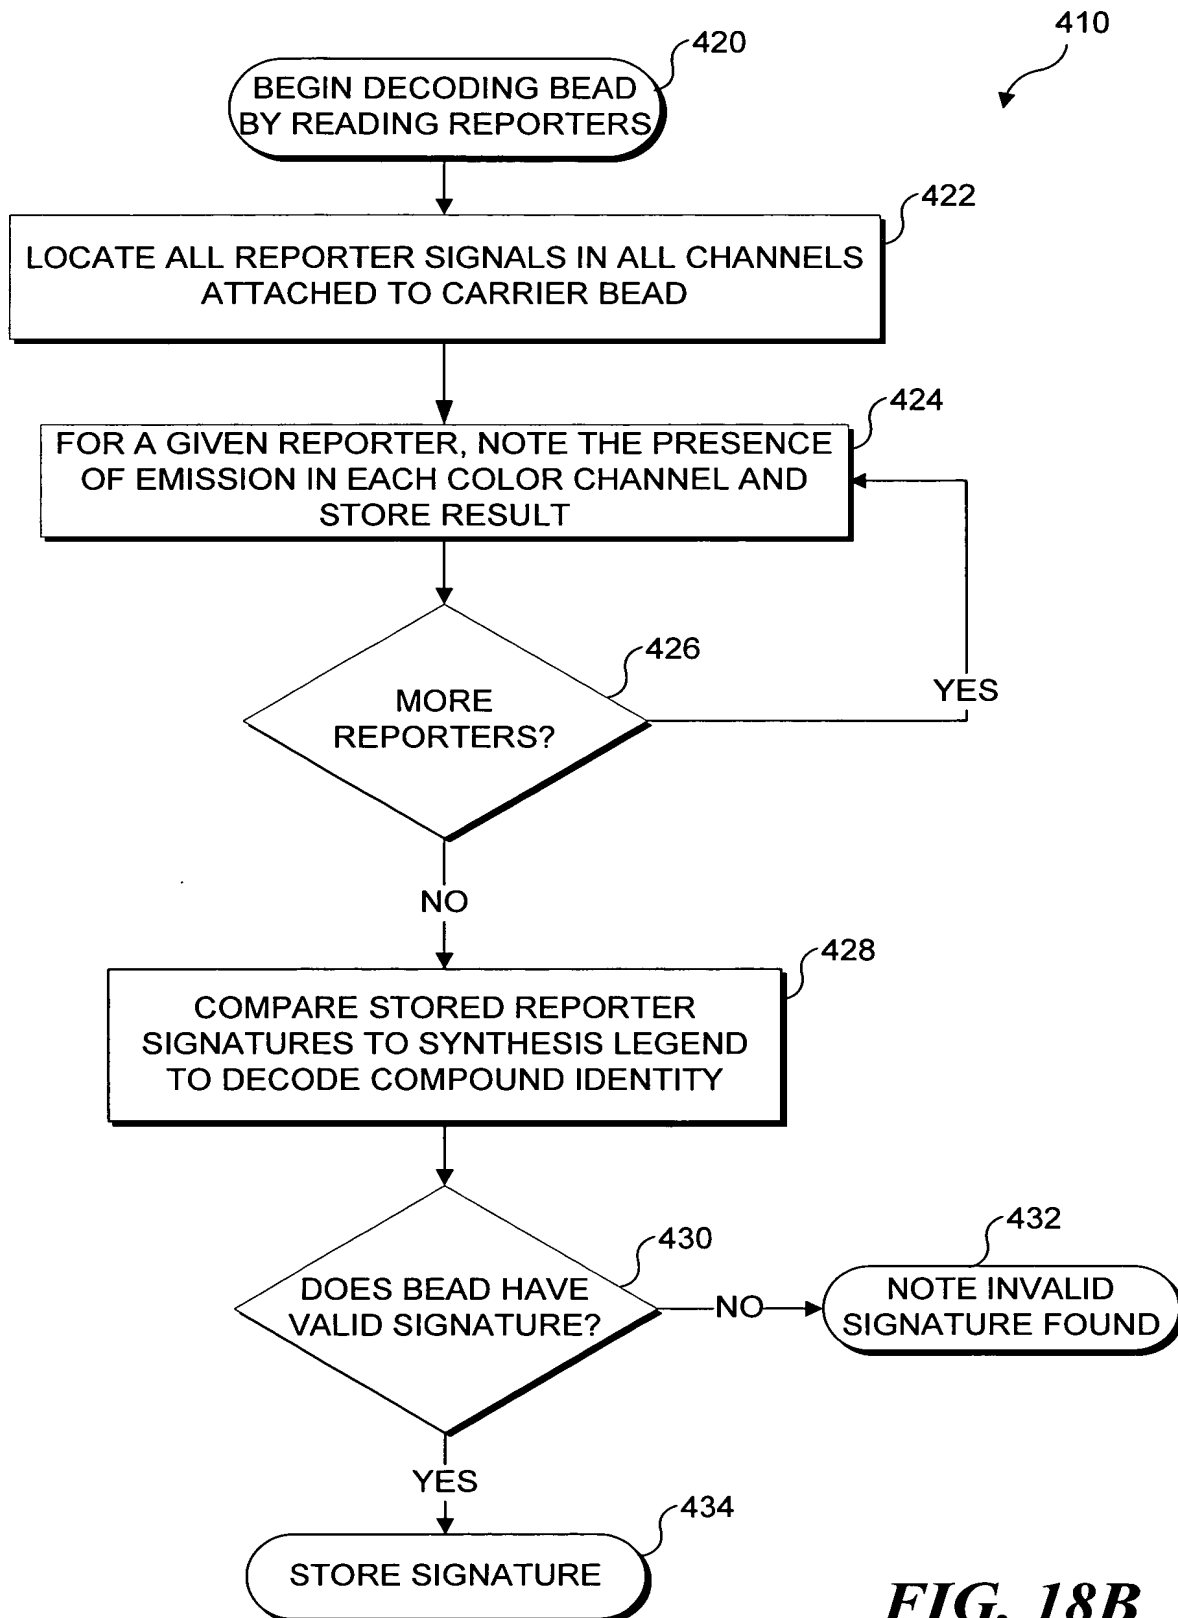 410
420
BEGIN DECODING BEAD
BY READING REPORTERS
422
LOCATE ALL REPORTER SIGNALS IN ALL CHANNELS
ATTACHED TO CARRIER BEAD
424
FOR A GIVEN REPORTER, NOTE THE PRESENCE
OF EMISSION IN EACH COLOR CHANNEL AND
STORE RESULT
426
MORE
REPORTERS?
YES
NO
428
COMPARE STORED REPORTER
SIGNATURES TO SYNTHESIS LEGEND
TO DECODE COMPOUND IDENTITY
430
DOES BEAD HAVE
VALID SIGNATURE?
NO
432
NOTE INVALID
SIGNATURE FOUND
YES
434
STORE SIGNATURE
FIG. 18B